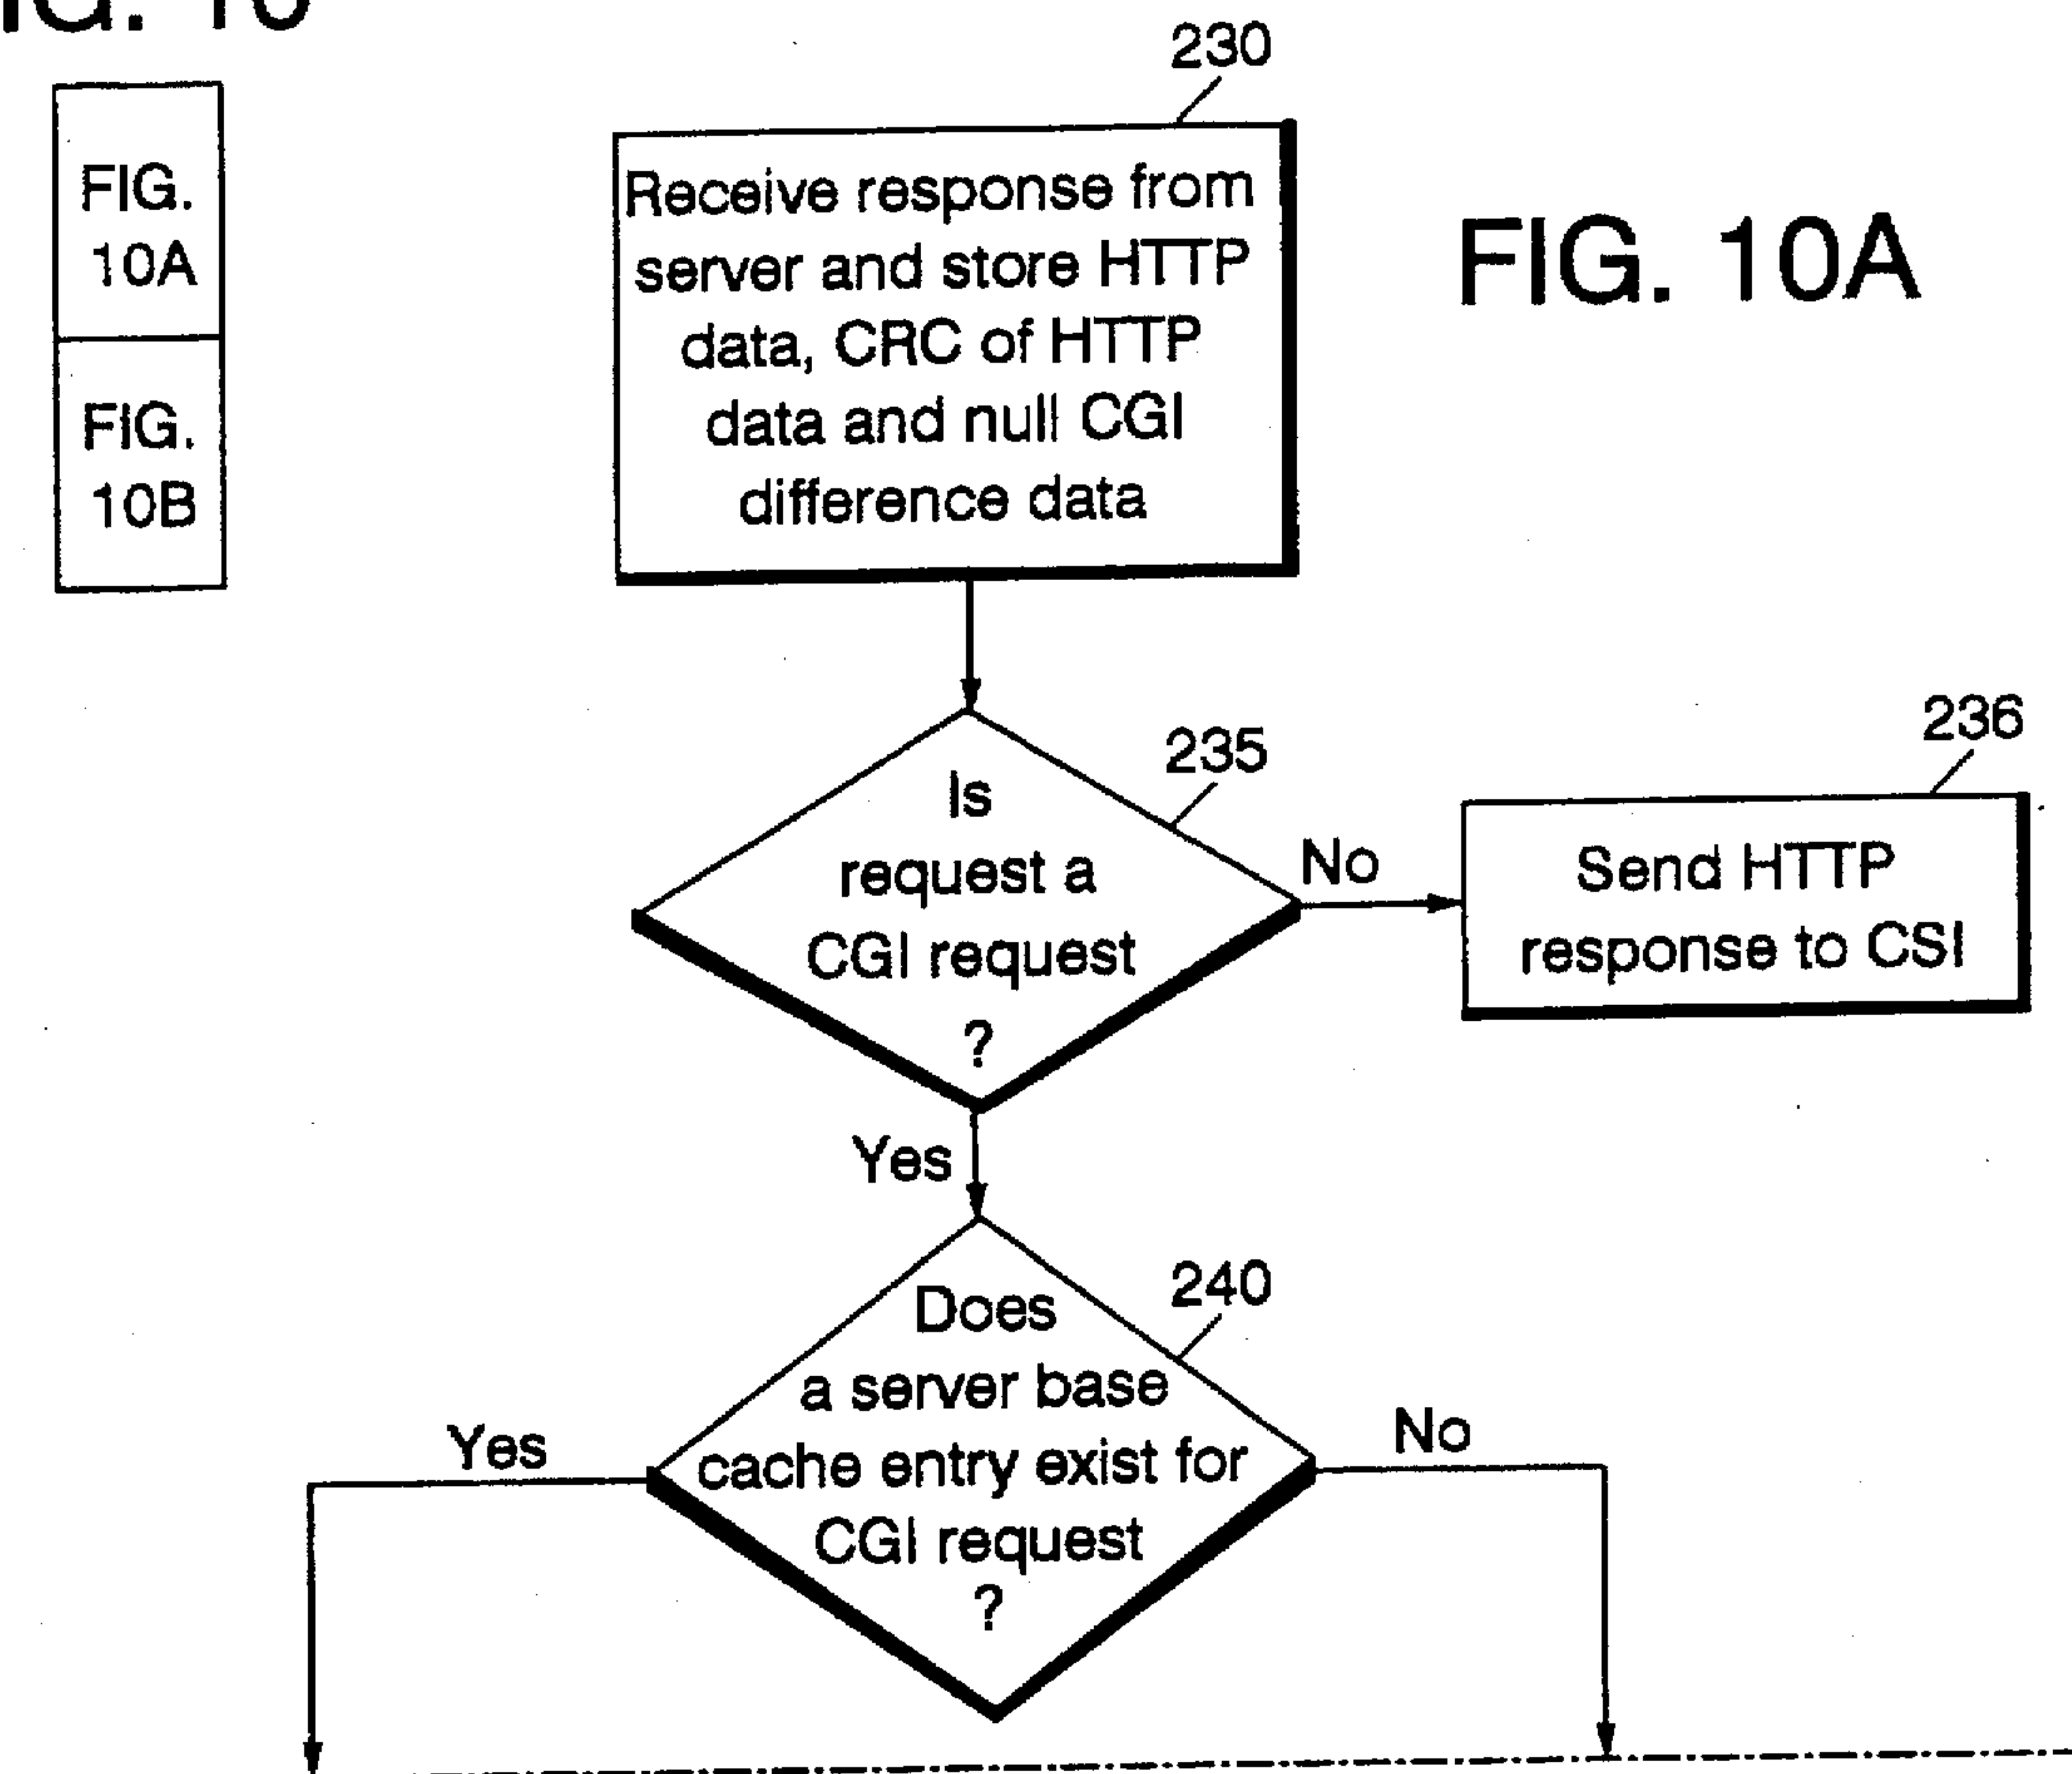 FIG. 10
230
FIG.
10A
FIG.
10B
Receive response from
server and store HTTP
data, CRC of HTTP
data and null CGI
difference data
FIG. 10A
235
236
Is
request a
CGI request
?
No
Send HTTP
response to CSI
Yes
240
Does
a server base
cache entry exist for
CGI request
?
Yes
No